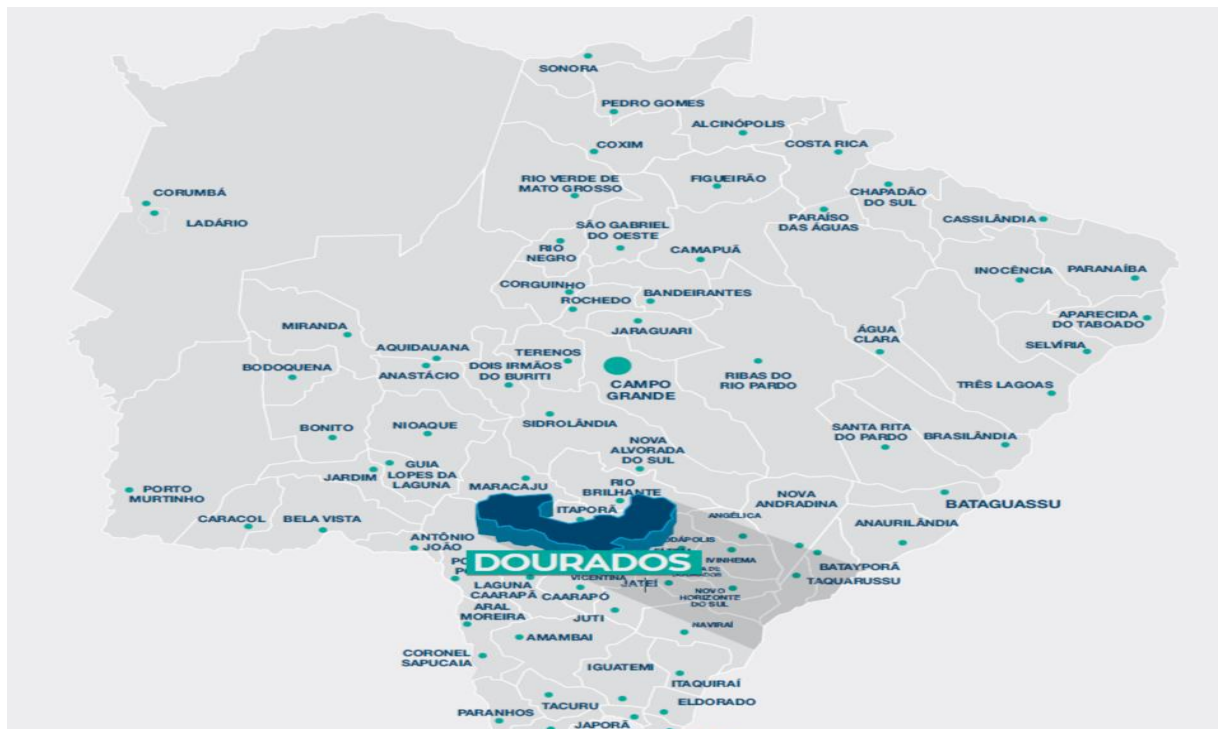 SONORA
PEDRO GOMES
ALCINÓPOLIS
COXIM
COSTA RICA
RIO VERDE DE
MATO GROSSO
FIGUEIRÃO
CHAPADÃO
DO SUL
CORUMBÁ
LADÁRIO
SÃO GABRIEL
DO OESTE
PARAÍSO
DAS ÁGUAS
CASSILÂNDIA
RIO
NEGRO
CAMAPUÃ
INOCÊNCIA
PARANAÍBA
CORGUINHO
ROCHEDO
BANDEIRANTES
MIRANDA
JARAGUARI
ÁGUA
CLARA
APARECIDA
DO TABOADO
AQUIDAUANA
TERENOS
SELVÍRIA
BODOQUENA
ANASTÁCIO
DOIS IRMÃOS
DO BURITI
CAMPO
GRANDE
RIBAS DO
RIO PARDO
TRÊS LAGOAS
BONITO
NIOAQUE
SIDROLÂNDIA
SANTA RITA
DO PARDO
BRASILÂNDIA
NOVA
ALVORADA
DO SUL
JARDIM
GUIA
LOPES DA
LAGUNA
MARACAJU
RIO
BRILHANTE
PORTO
MURTINHO
NOVA
ANDRADINA
BATAGUASSU
CARACOL
BELA VISTA
ITAPORÃ
ANGÉLICA
ANAURILÂNDIA
ANTÔNIO
JOÃO
DOURADOS
IVINHEMA
BATAYPORÃ
TAQUARUSSU
LAGUNA
CAARAPÃ
VICENTINA
CAARAPÓ
JATEÍ
NOVO
HORIZONTE
DO SUL
ARAL
MOREIRA
JUTI
NAVIRAÍ
AMAMBAI
CORONEL
SAPUCAIA
IGUATEMI
ITAQUIRAÍ
TACURU
ELDORADO
PARANHOS
JAPORÃ